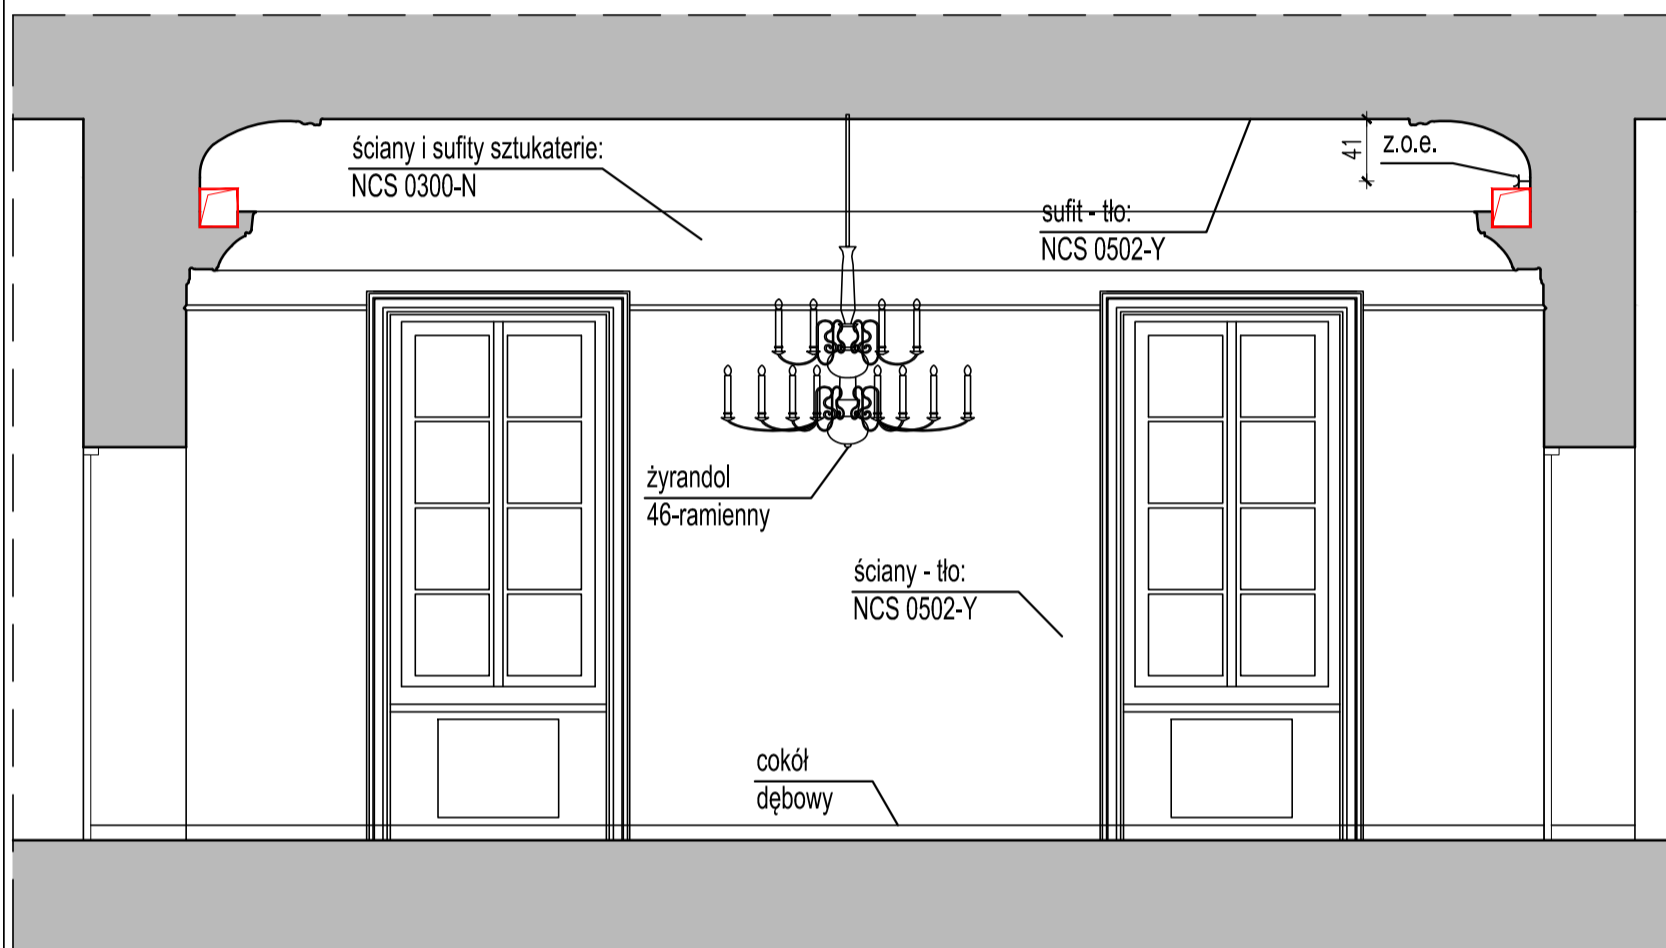 ściany i sufity sztukaterie:
NCS 0300-N
41
z.o.e.
sufit - tło:
NCS 0502-Y
żyrandol
46-ramienny
ściany - tło:
NCS 0502-Y
cokół
dębowy